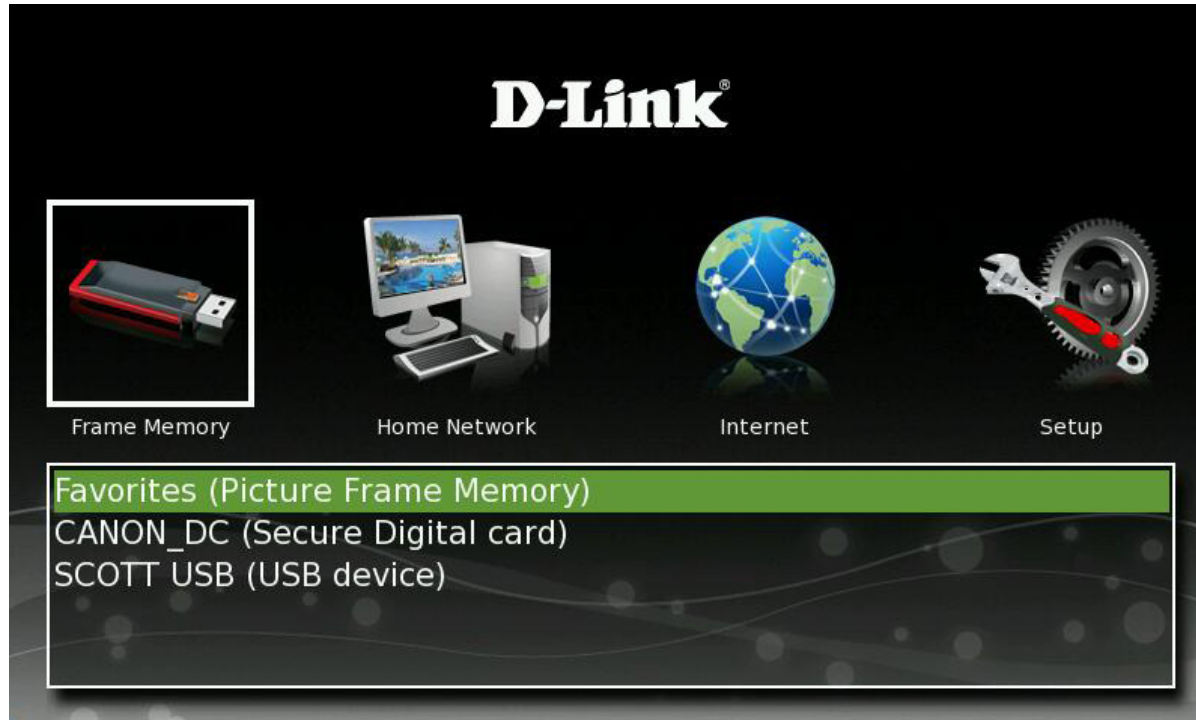 D-Link®
Frame Memory
Home Network
Internet
Setup
Favorites (Picture Frame Memory)
CANON_DC (Secure Digital card)
SCOTT USB (USB device)